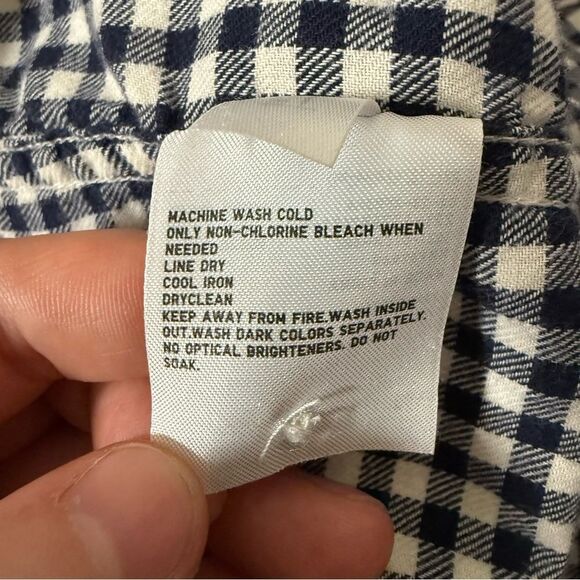 MACHINE WASH COLD
ONLY NON-CHLORINE BLEACH WHEN
NEEDED
LINE DRY
COOL IRON
DRYCLEAN
KEEP AWAY FROM FIRE.WASH INSIDE
OUT.WASH DARK COLORS SEPARATELY.
NO OPTICAL BRIGHTENERS. DO NOT
SOAK.